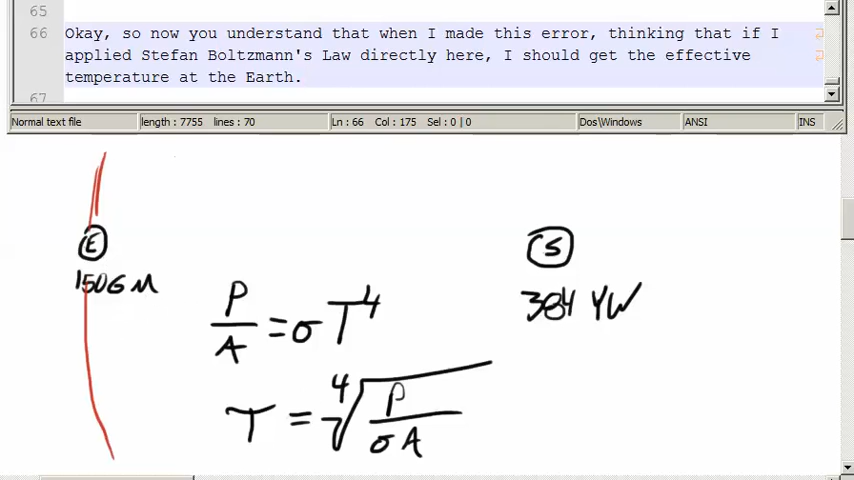 65
66 Okay, so now you understand that when I made this error, thinking that if I
applied Stefan Boltzmann's Law directly here, I should get the effective
temperature at the Earth.
67
Normal text file length : 7755 lines : 70 Ln : 66 Col : 175 Sel : 0 | 0 Dos\Windows ANSI INS
E S
150GM 384 YW
P/A = σT⁴
T = ⁴√(P/σA)